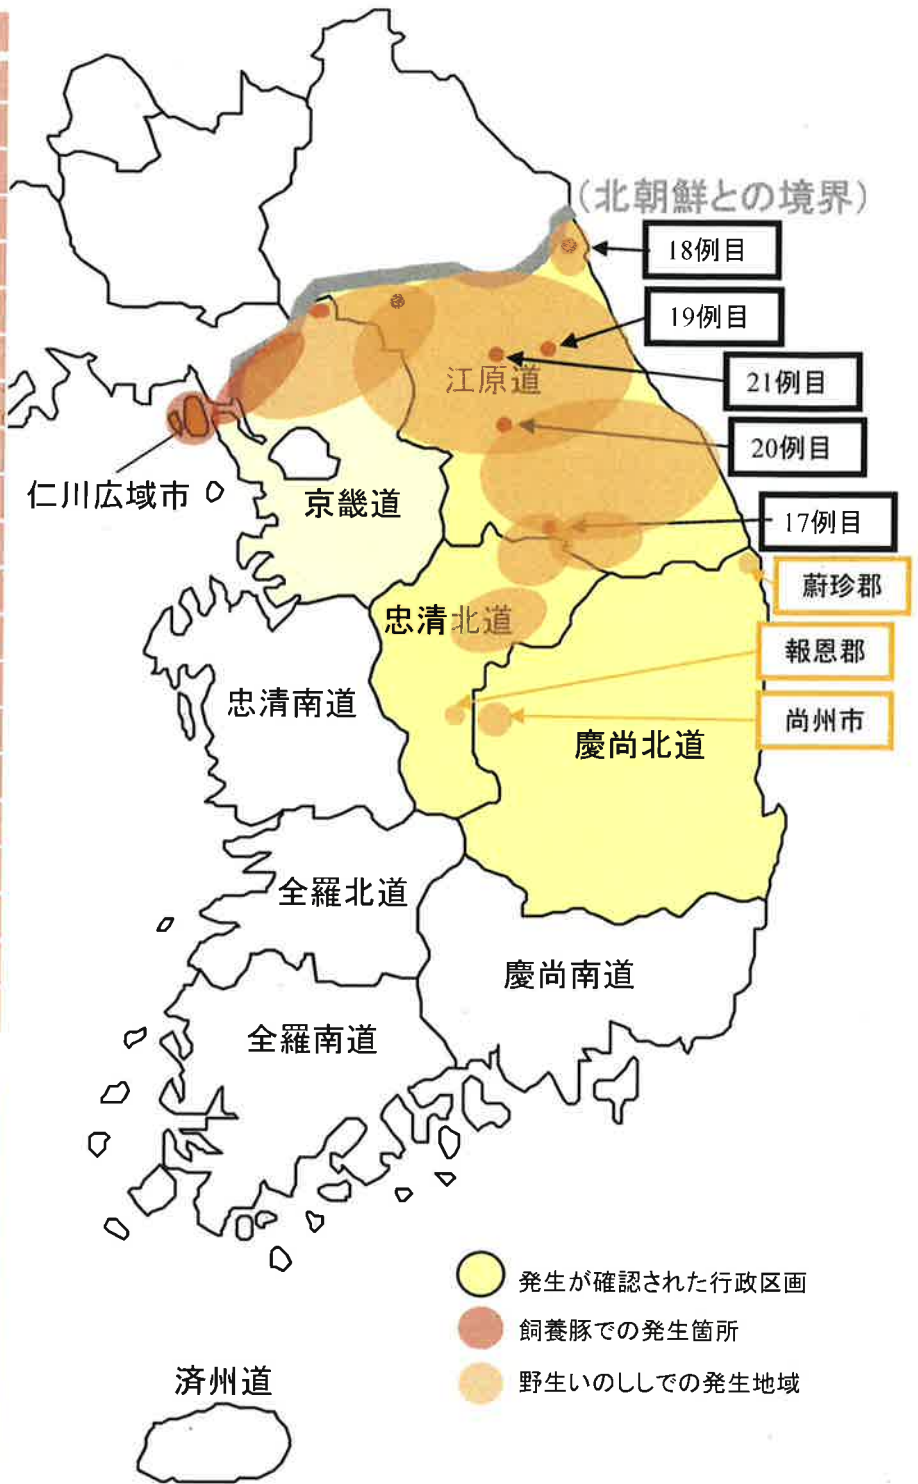 (北朝鮮との境界)
18例目
19例目
江原道
21例目
20例目
仁川広域市
京畿道
17例目
蔚珍郡
忠清北道
報恩郡
忠清南道
尚州市
慶尚北道
全羅北道
慶尚南道
全羅南道
発生が確認された行政区画
飼養豚での発生箇所
済州道
野生いのししでの発生地域